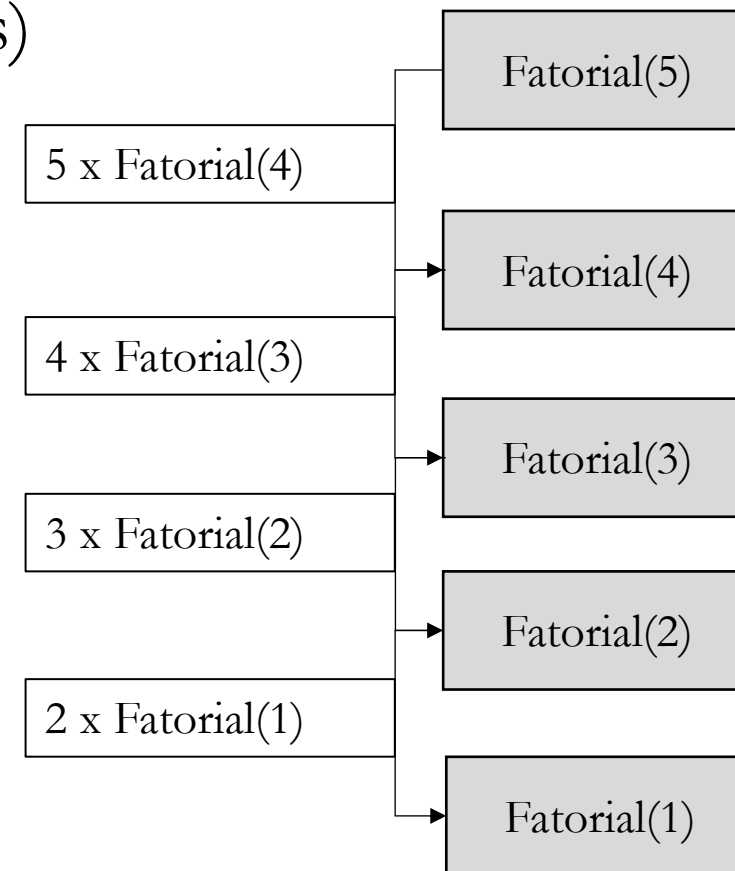 s)
Fatorial(5)
5 x Fatorial(4)
Fatorial(4)
4 x Fatorial(3)
Fatorial(3)
3 x Fatorial(2)
Fatorial(2)
2 x Fatorial(1)
Fatorial(1)